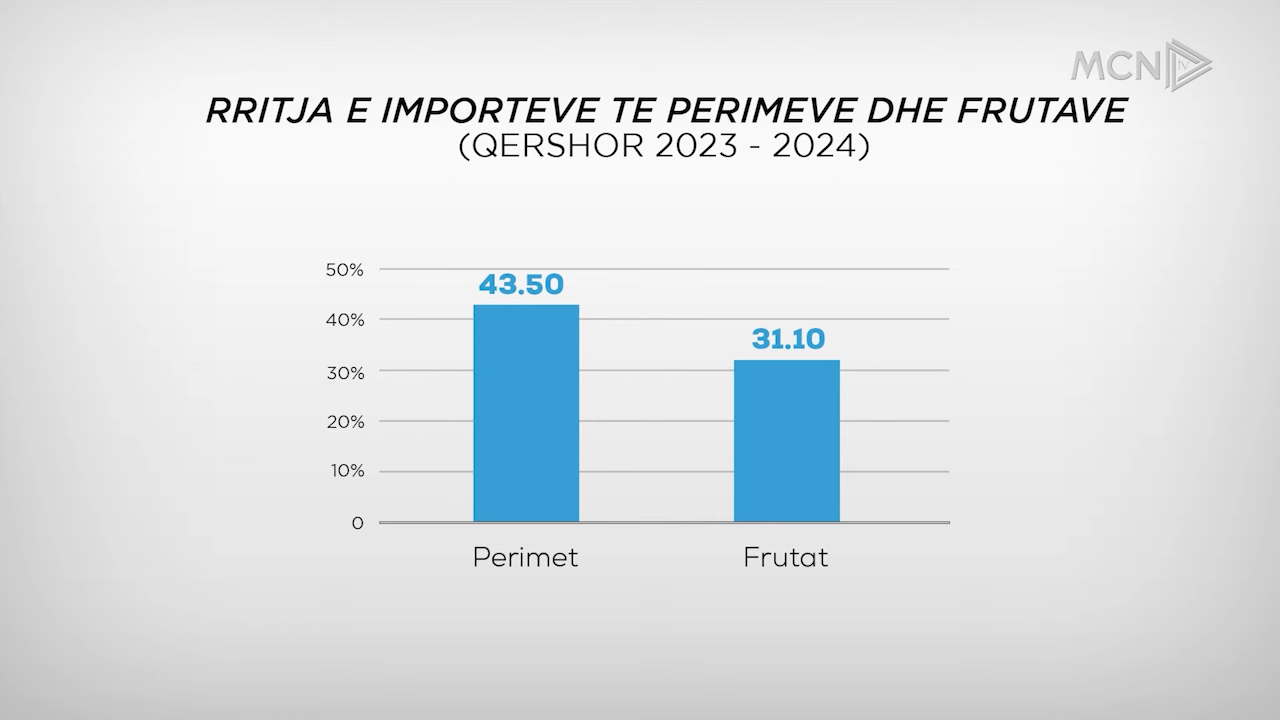 MCN tv
RRITJA E IMPORTEVE TE PERIMEVE DHE FRUTAVE
(QERSHOR 2023 - 2024)
50%
40%
30%
20%
10%
0
43.50
31.10
Perimet
Frutat